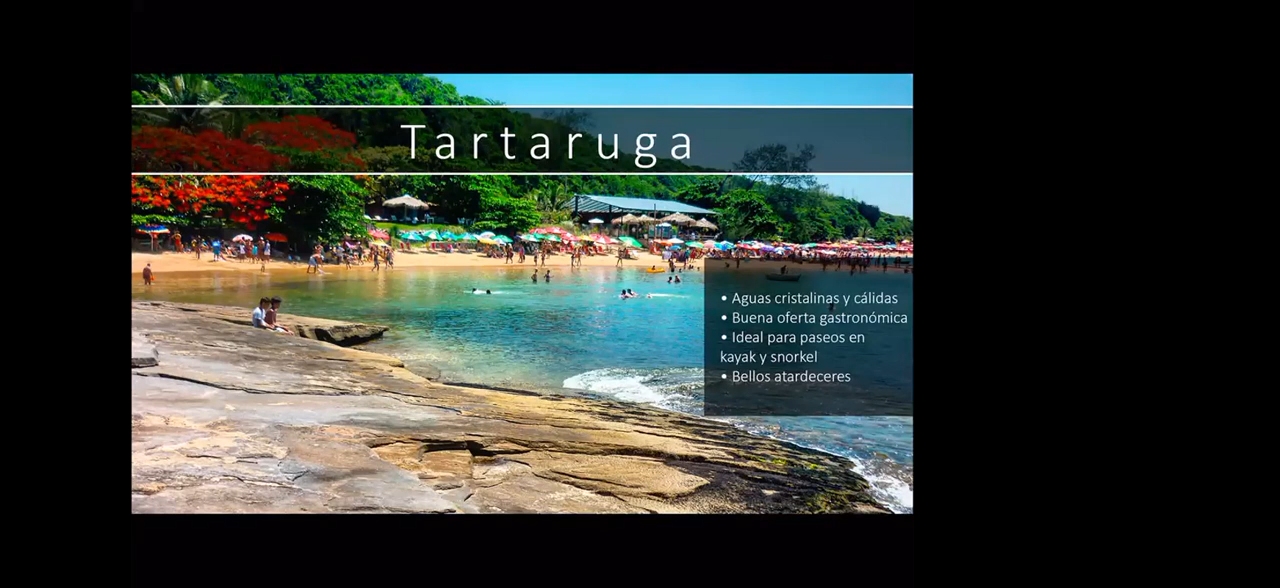 Tartaruga
• Aguas cristalinas y cálidas
• Buena oferta gastronómica
• Ideal para paseos en
kayak y snorkel
• Bellos atardeceres